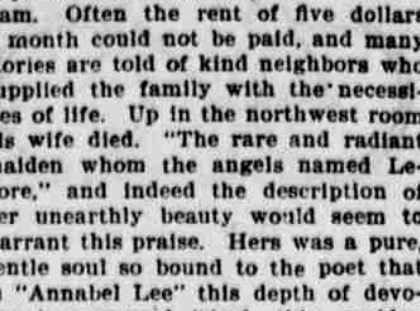 am. Often the rent of five dollars
month could not be paid, and many
ories are told of kind neighbors who
upplied the family with the necessi-
es of life. Up in the northwest room
is wife died. "The rare and radiant
aiden whom the angels named Le-
ore," and indeed the description o
er unearthly beauty would seem to
arrant this praise. Hers was a pure,
entle soul so bound to the poet that
"Annabel Lee" this depth of devo-